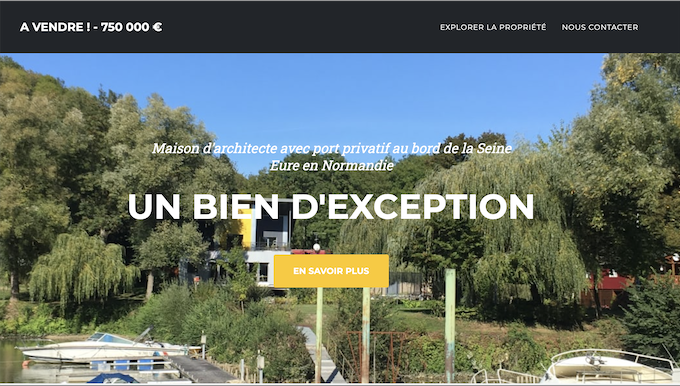 A VENDRE ! - 750 000 €
EXPLORER LA PROPRIÉTÉ
NOUS CONTACTER
Maison d'architecte avec port privatif au bord de la Seine
Eure en Normandie
UN BIEN D'EXCEPTION
EN SAVOIR PLUS